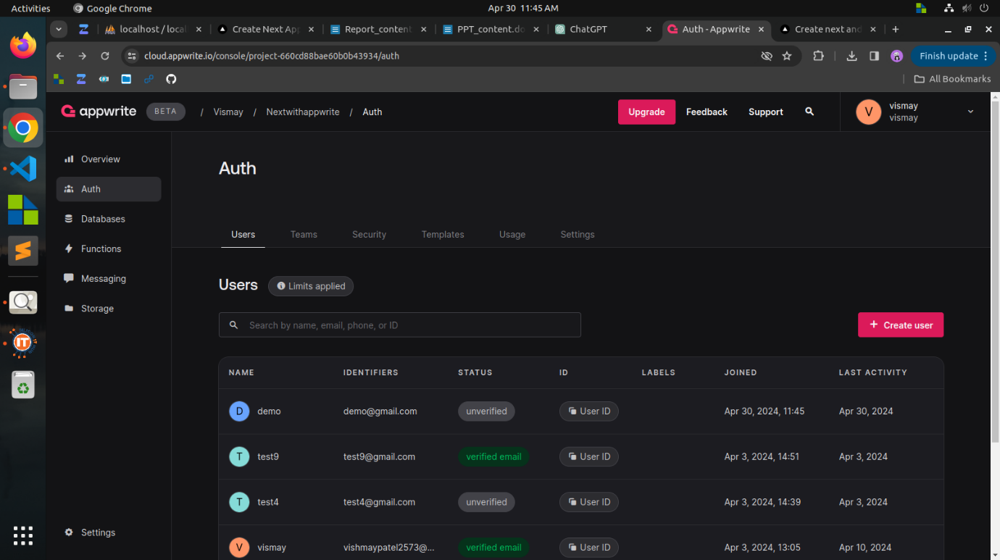 Activities Google Chrome Apr 30 11:45 AM
localhost / local Create Next App Report_content PPT_content.do ChatGPT Auth - Appwrite Create next and
cloud.appwrite.io/console/project-660cd88bae60b0b43934/auth Finish update
All Bookmarks
appwrite BETA / Vismay / Nextwithappwrite / Auth Upgrade Feedback Support V vismay
vismay
Overview
Auth
Auth
Databases
Functions
Messaging
Storage
Settings
Users Teams Security Templates Usage Settings
Users Limits applied
Search by name, email, phone, or ID + Create user
NAME IDENTIFIERS STATUS ID LABELS JOINED LAST ACTIVITY
D demo demo@gmail.com unverified User ID Apr 30, 2024, 11:45 Apr 30, 2024
T test9 test9@gmail.com verified email User ID Apr 3, 2024, 14:51 Apr 3, 2024
T test4 test4@gmail.com unverified User ID Apr 3, 2024, 14:39 Apr 3, 2024
V vismay vishmaypatel2573@... verified email User ID Apr 3, 2024, 13:05 Apr 10, 2024
IT